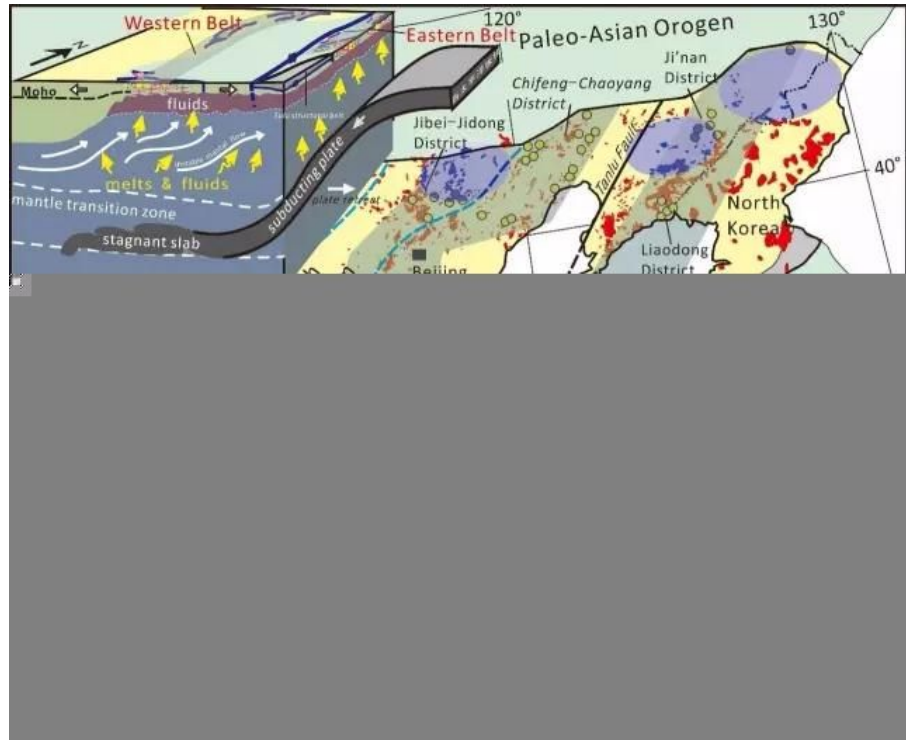 Western Belt
Eastern Belt
120°
Paleo-Asian Orogen
130°
N
Moho
fluids
melts & fluids
mantle transition zone
stagnant slab
subducting plate
plate retreat
Jibei-Jidong
District
Chifeng-Chaoyang
District
Ji'nan
District
Tanlu Fault
40°
North
Korea
Liaodong
District
Beijing